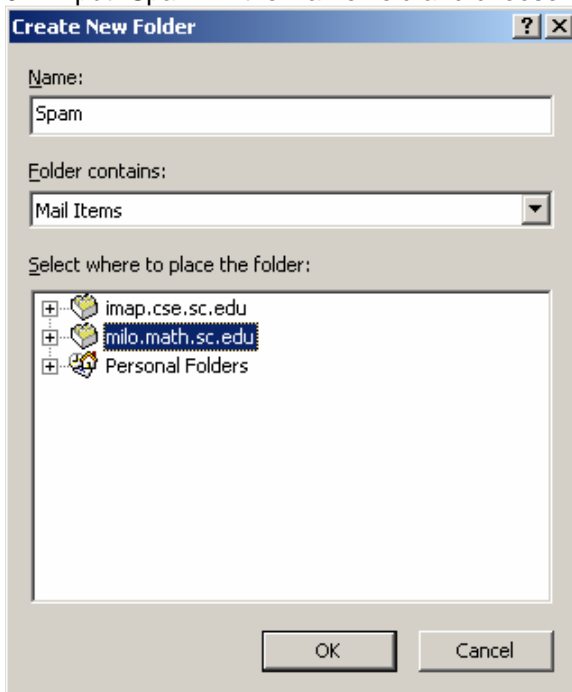 Create New Folder
Name:
Spam
Folder contains:
Mail Items
Select where to place the folder:
imap.cse.sc.edu
milo.math.sc.edu
Personal Folders
OK Cancel